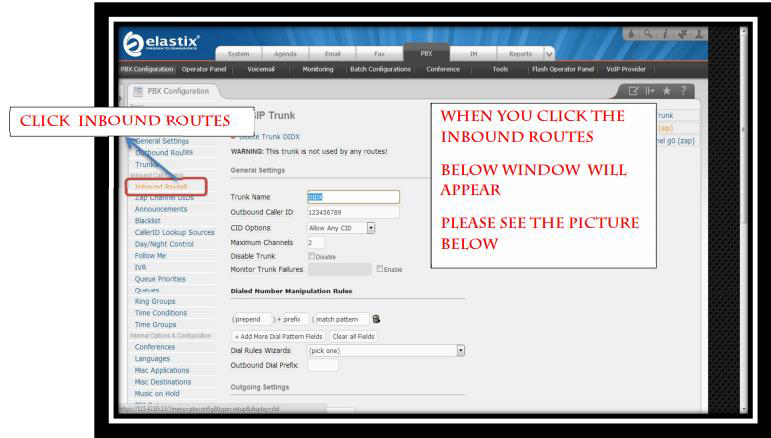 elastix®
FREEDOM TO COMMUNICATE
System Agenda Email Fax PBX IM Reports
PBX Configuration Operator Panel Voicemail Monitoring Batch Configurations Conference Tools Flash Operator Panel VoIP Provider
PBX Configuration
CLICK INBOUND ROUTES
SIP Trunk
WHEN YOU CLICK THE
INBOUND ROUTES
BELOW WINDOW WILL
APPEAR
PLEASE SEE THE PICTURE
BELOW
Trunk
(sip)
nel g0 (zap)
Delete Trunk DIDX
WARNING: This trunk is not used by any routes!
General Settings
General Settings
Outbound Routes
Trunks
Inbound Call Control
Inbound Routes
Zap Channel DIDs
Announcements
Blacklist
CallerID Lookup Sources
Day/Night Control
Follow Me
IVR
Queue Priorities
Queues
Ring Groups
Time Conditions
Time Groups
Internal Options & Configuration
Conferences
Languages
Misc Applications
Misc Destinations
Music on Hold
Trunk Name: DIDX
Outbound Caller ID: 123456789
CID Options: Allow Any CID
Maximum Channels: 2
Disable Trunk: Disable
Monitor Trunk Failures: Enable
Dialed Number Manipulation Rules
(prepend ) + prefix | match pattern
+ Add More Dial Pattern Fields Clear all Fields
Dial Rules Wizards: (pick one)
Outbound Dial Prefix:
Outgoing Settings
https://115.42.65.13/?menu=pbxconfig&type=setup&display=did